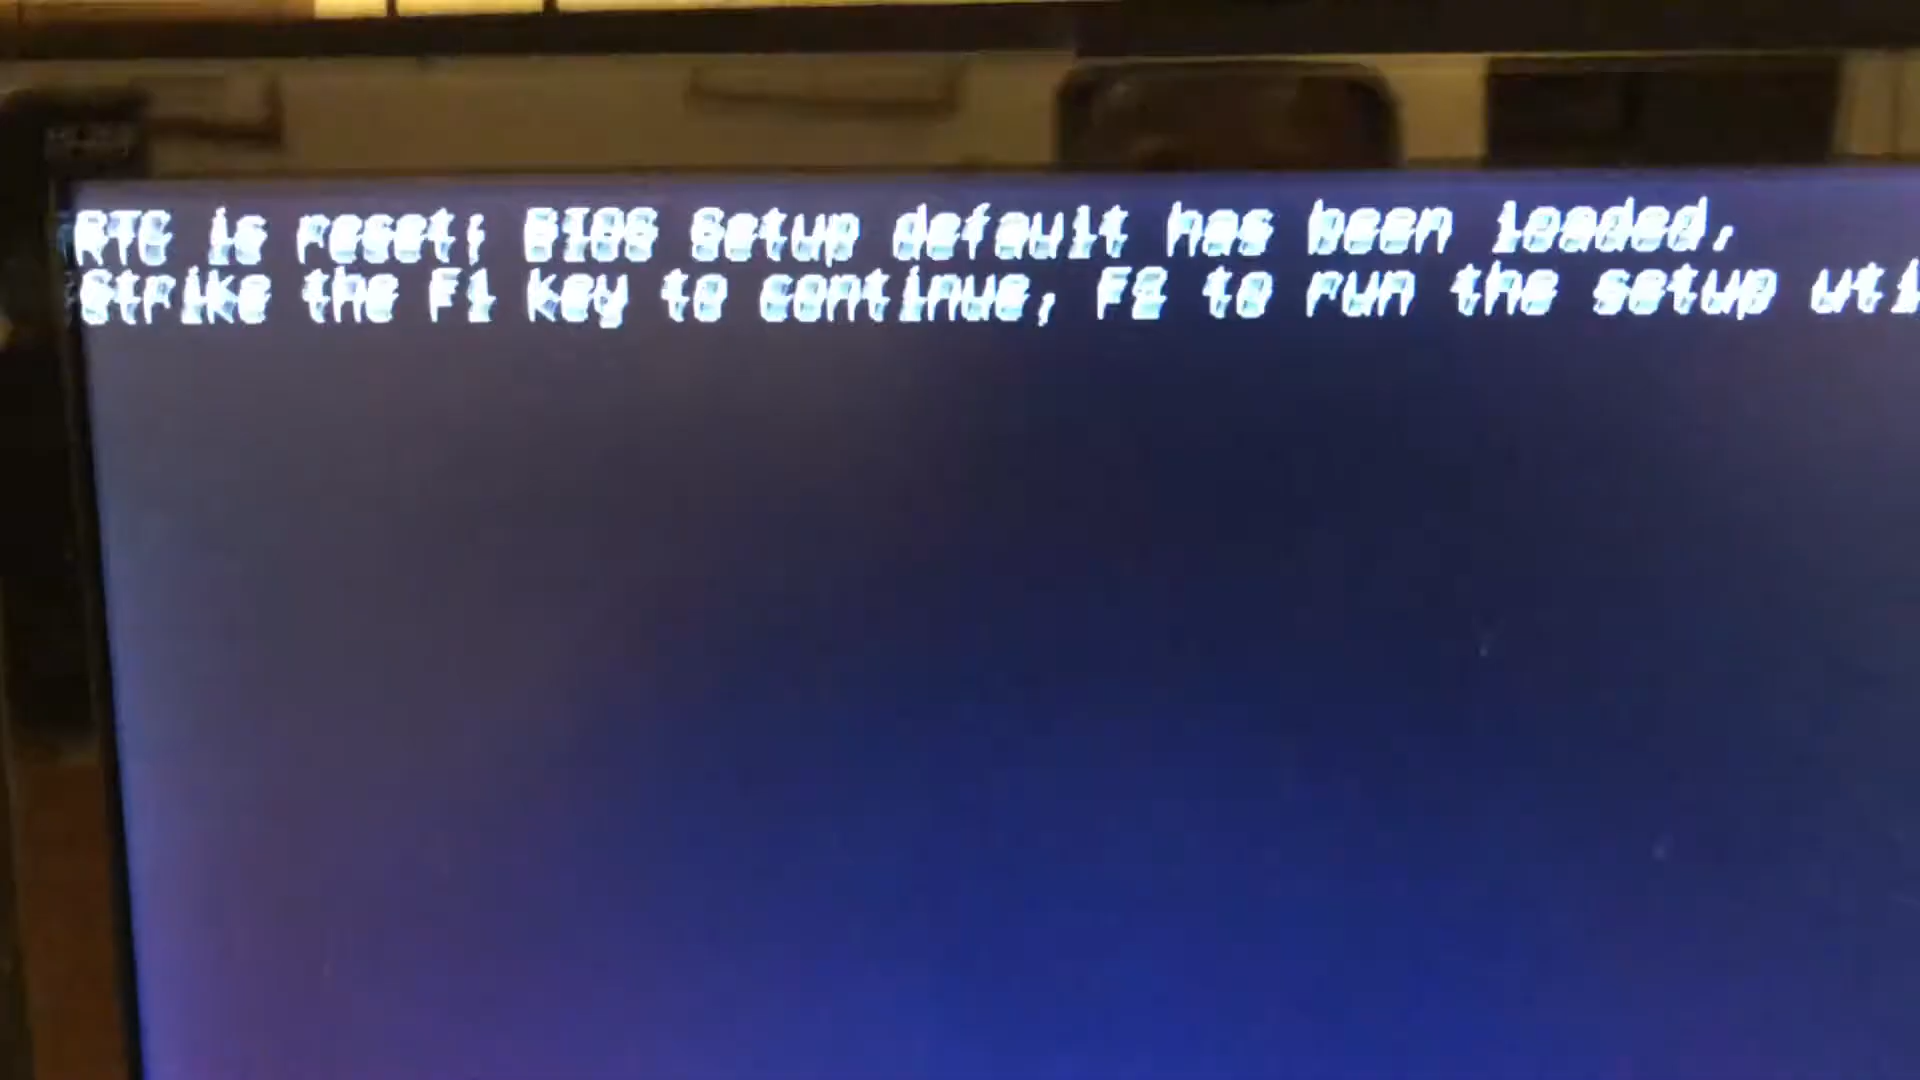 RTC is reset; BIOS Setup default has been loaded.
Strike the F1 key to continue, F2 to run the setup uti